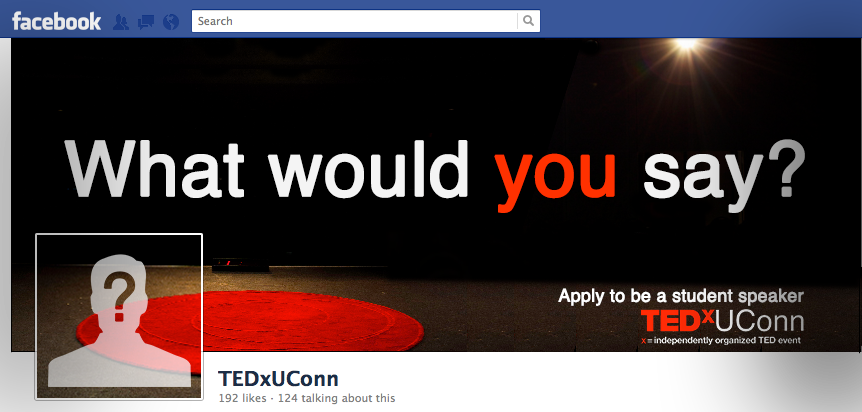 facebook
Search
What would you say?
?
Apply to be a student speaker
TEDxUConn
x = independently organized TED event
TEDxUConn
192 likes · 124 talking about this